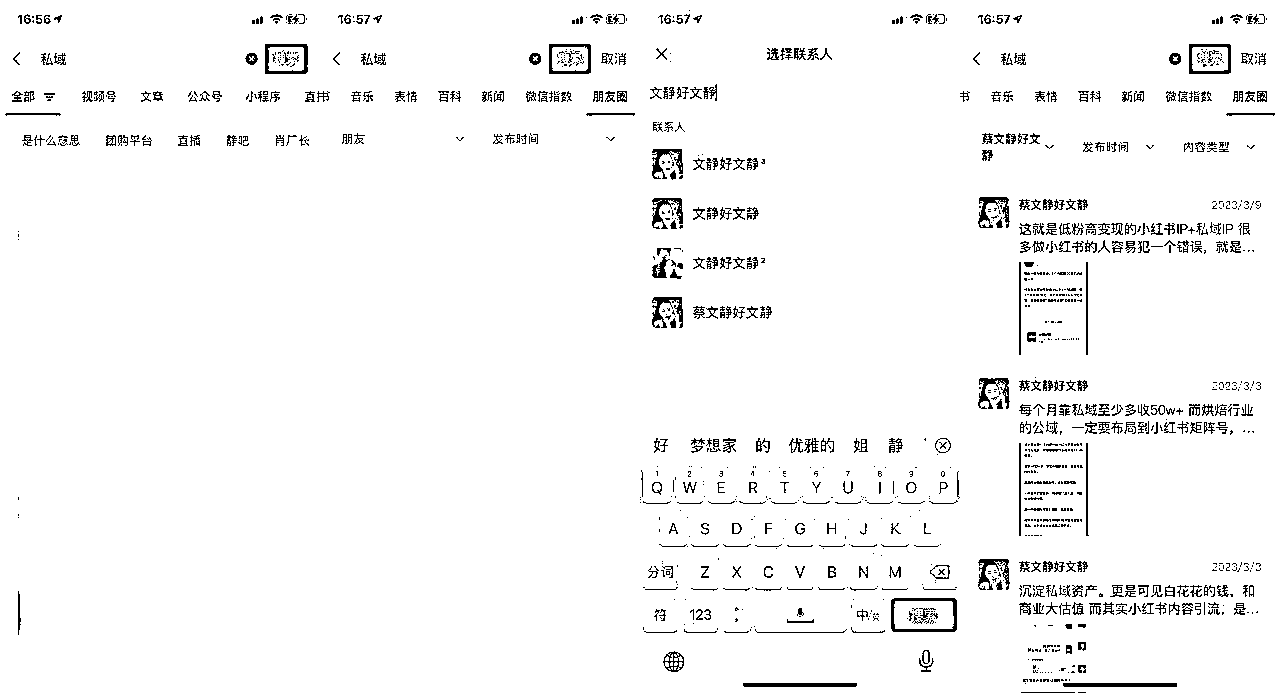 16:56
私域
全部 视频号 文章 公众号 小程序 直播
是什么意思 团购平台 直播 静吧 肖厂长
16:57
私域 取消
音乐 表情 百科 新闻 微信指数 朋友圈
朋友 发布时间
16:57
选择联系人
文静好文静
联系人
文静好文静³
文静好文静
文静好文静²
蔡文静好文静
好 梦想家 的 优雅的 姐 静
1 2 3 4 5 6 7 8 9 0
Q W E R T Y U I O P
A S D F G H J K L
分词 Z X C V B N M
符 123 中/英
16:57
私域 取消
书 音乐 表情 百科 新闻 微信指数 朋友圈
蔡文静好文静 发布时间 内容类型
蔡文静好文静 2023/3/9
这就是低粉高变现的小红书IP+私域IP 很
多做小红书的人容易犯一个错误，就是...
蔡文静好文静 2023/3/3
每个月靠私域至少多收50w+ 而烘焙行业
的公域，一定要布局到小红书矩阵号，...
蔡文静好文静 2023/3/3
沉淀私域资产。更是可见白花花的钱，和
商业大估值 而其实小红书内容引流；是...